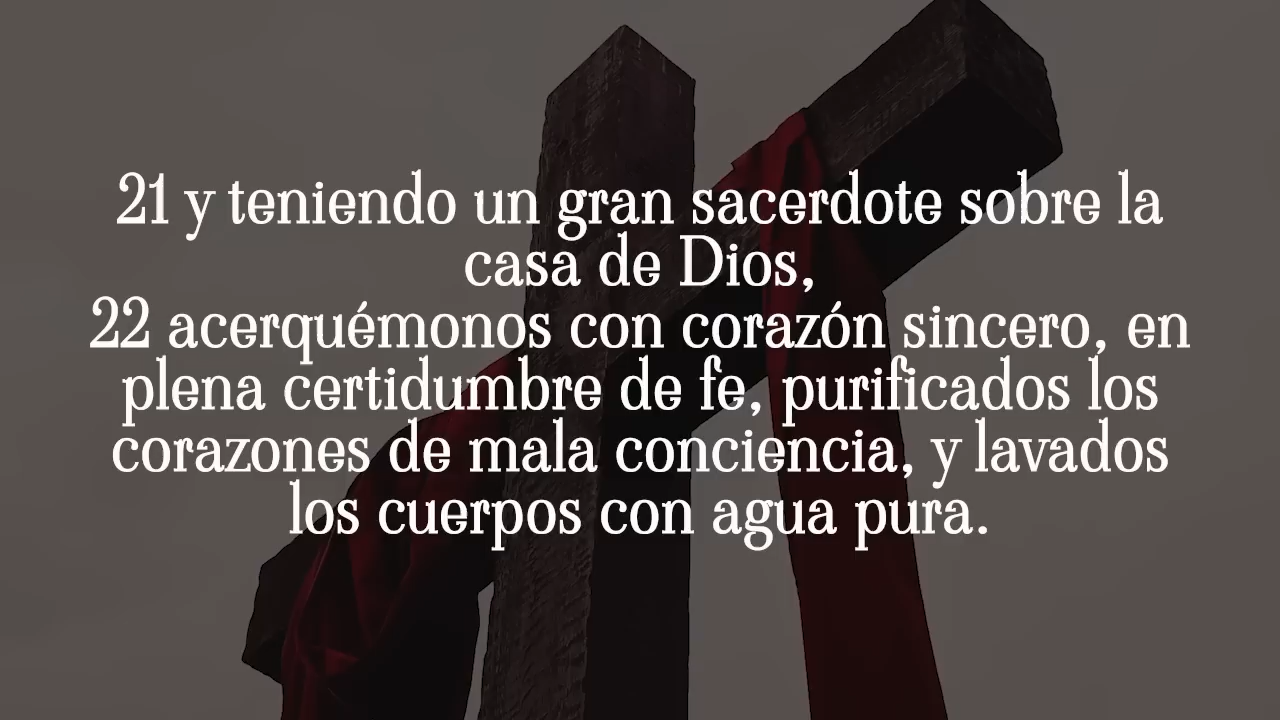 21 y teniendo un gran sacerdote sobre la
casa de Dios,
22 acerquémonos con corazón sincero, en
plena certidumbre de fe, purificados los
corazones de mala conciencia, y lavados
los cuerpos con agua pura.